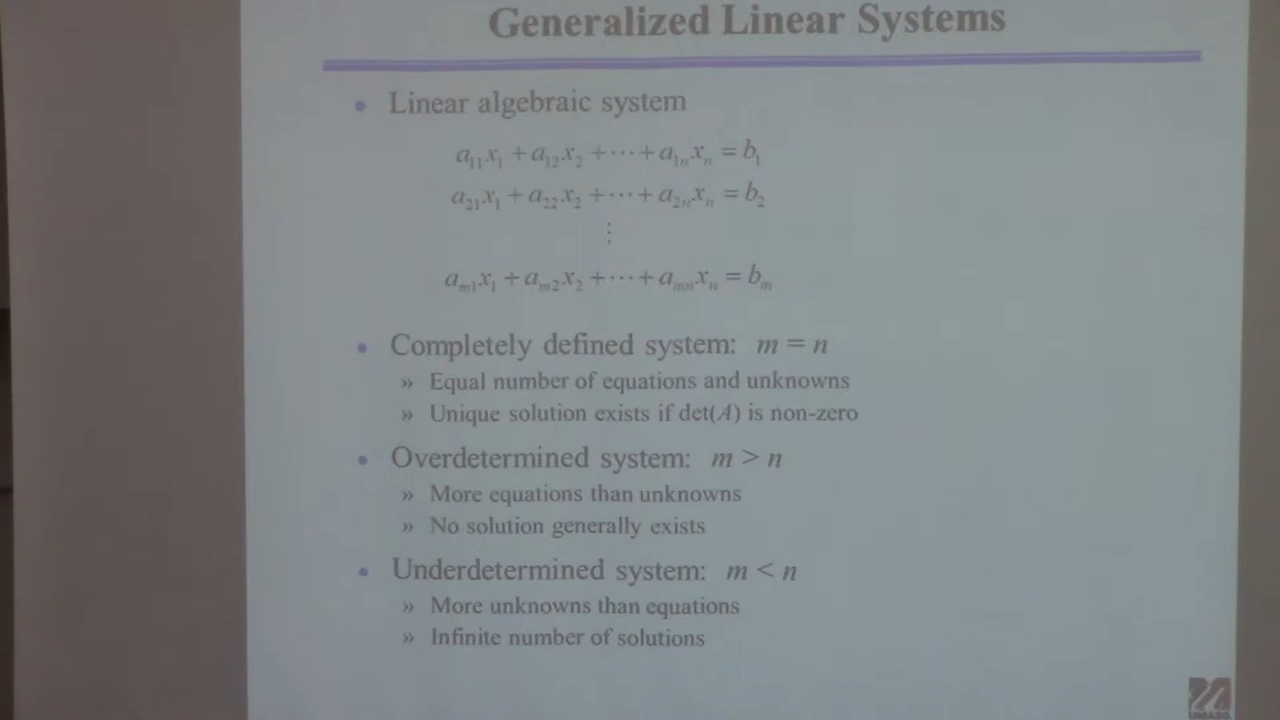 Generalized Linear Systems
• Linear algebraic system
a₁₁x₁ + a₁₂x₂ + ··· + a₁ₙxₙ = b₁
a₂₁x₁ + a₂₂x₂ + ··· + a₂ₙxₙ = b₂
⋮
aₘ₁x₁ + aₘ₂x₂ + ··· + aₘₙxₙ = bₘ
• Completely defined system: m = n
» Equal number of equations and unknowns
» Unique solution exists if det(A) is non-zero
• Overdetermined system: m > n
» More equations than unknowns
» No solution generally exists
• Underdetermined system: m < n
» More unknowns than equations
» Infinite number of solutions